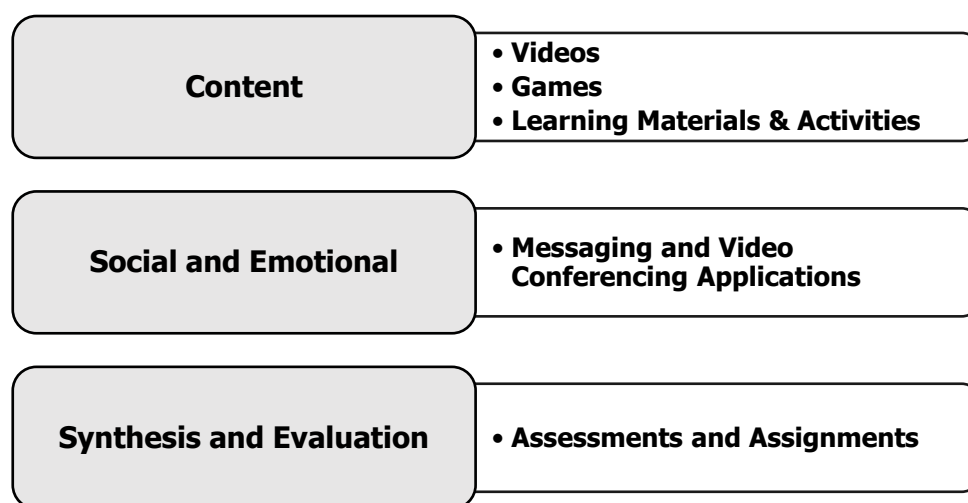 Content
• Videos
• Games
• Learning Materials & Activities
Social and Emotional
• Messaging and Video
Conferencing Applications
Synthesis and Evaluation
• Assessments and Assignments